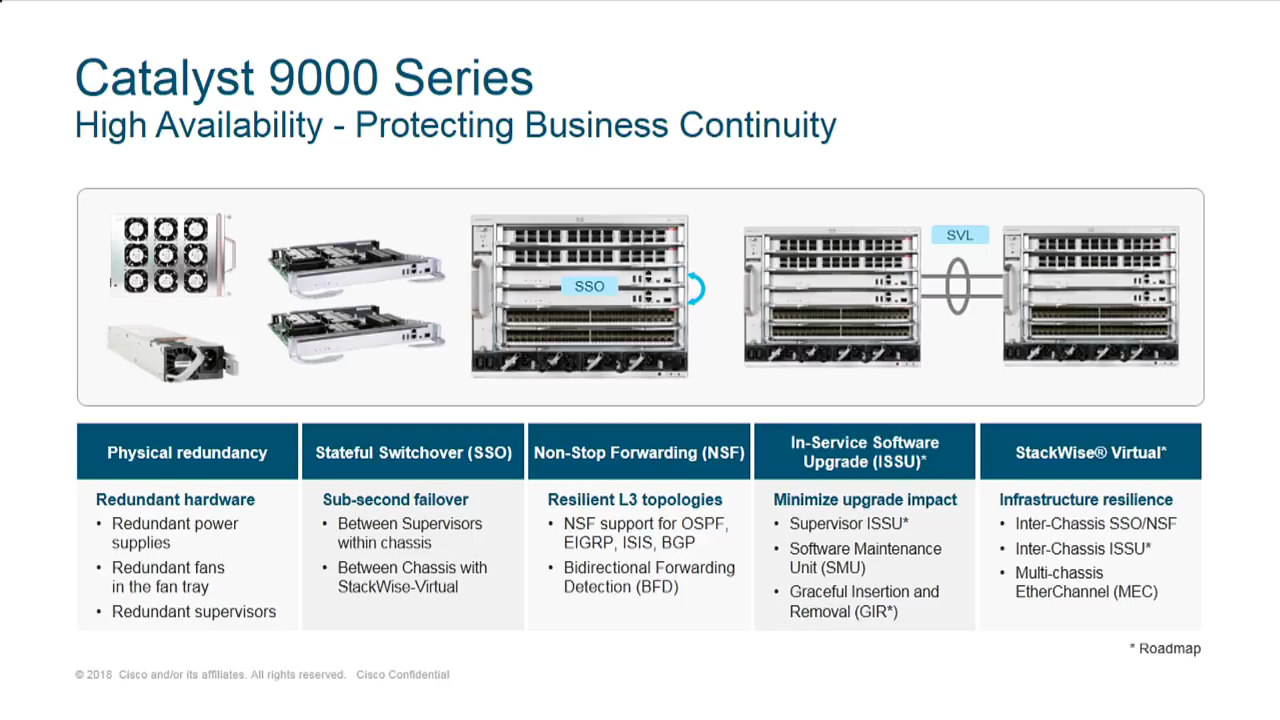 Catalyst 9000 Series
High Availability - Protecting Business Continuity
SSO
SVL
Physical redundancy
Redundant hardware
• Redundant power
supplies
• Redundant fans
in the fan tray
• Redundant supervisors
Stateful Switchover (SSO)
Sub-second failover
• Between Supervisors
within chassis
• Between Chassis with
StackWise-Virtual
Non-Stop Forwarding (NSF)
Resilient L3 topologies
• NSF support for OSPF,
EIGRP, ISIS, BGP
• Bidirectional Forwarding
Detection (BFD)
In-Service Software
Upgrade (ISSU)*
Minimize upgrade impact
• Supervisor ISSU*
• Software Maintenance
Unit (SMU)
• Graceful Insertion and
Removal (GIR*)
StackWise® Virtual*
Infrastructure resilience
• Inter-Chassis SSO/NSF
• Inter-Chassis ISSU*
• Multi-chassis
EtherChannel (MEC)
* Roadmap
© 2018 Cisco and/or its affiliates. All rights reserved. Cisco Confidential